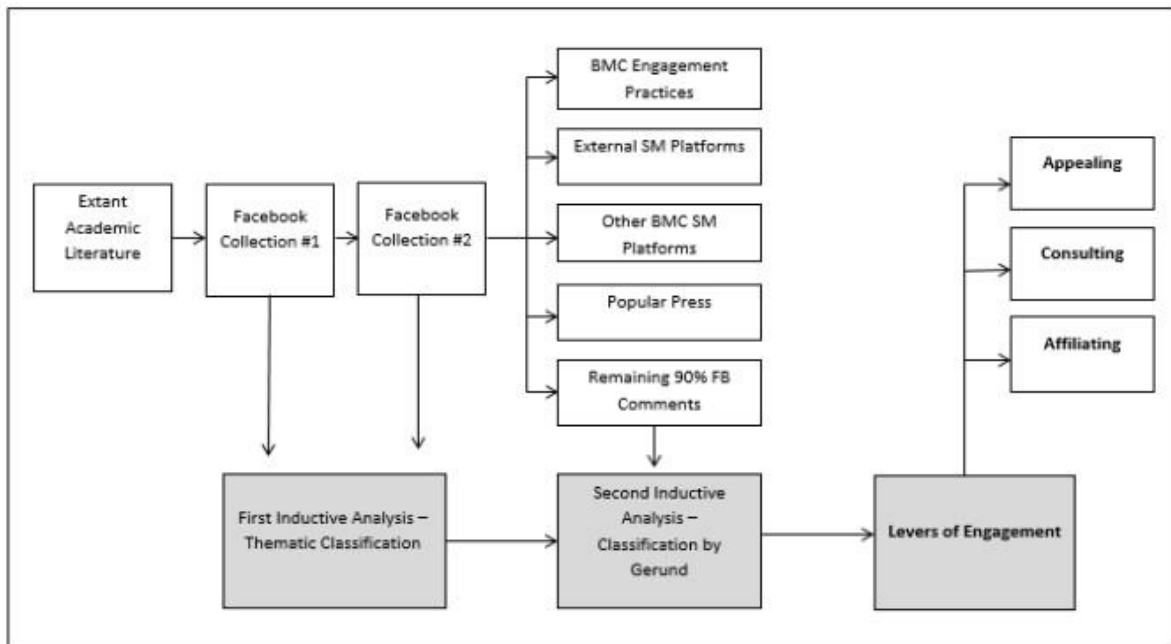 Extant
Academic
Literature
Facebook
Collection #1
Facebook
Collection #2
BMC Engagement
Practices
External SM Platforms
Other BMC SM
Platforms
Popular Press
Remaining 90% FB
Comments
Appealing
Consulting
Affiliating
First Inductive Analysis –
Thematic Classification
Second Inductive
Analysis –
Classification by
Gerund
Levers of Engagement